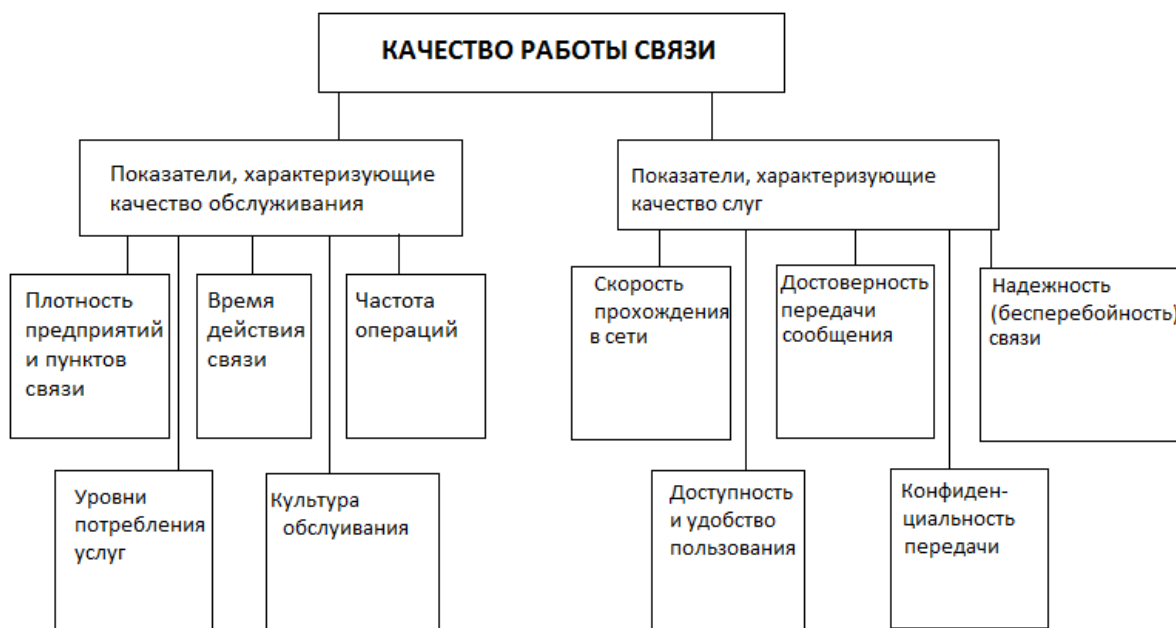 КАЧЕСТВО РАБОТЫ СВЯЗИ
Показатели, характеризующие
качество обслуживания
Показатели, характеризующие
качество слуг
Плотность
предприятий
и пунктов
связи
Время
действия
связи
Частота
операций
Скорость
прохождения
в сети
Достоверность
передачи
сообщения
Надежность
(бесперебойность)
связи
Уровни
потребления
услуг
Культура
обслуивания
Доступность
и удобство
пользования
Конфиден-
циальность
передачи